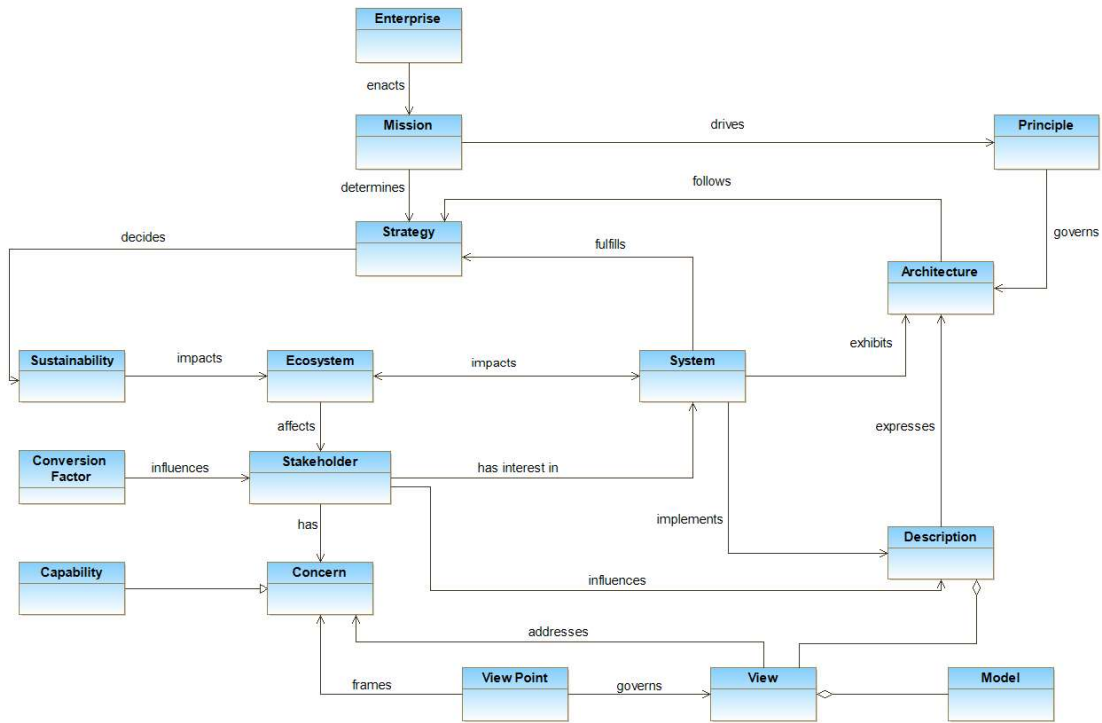 Enterprise
enacts
Mission
drives
Principle
determines
follows
Strategy
decides
fulfills
governs
Architecture
exhibits
Sustainability
impacts
Ecosystem
impacts
System
affects
expresses
Conversion
Factor
influences
Stakeholder
has interest in
has
implements
Description
Capability
Concern
influences
addresses
frames
View Point
governs
View
Model